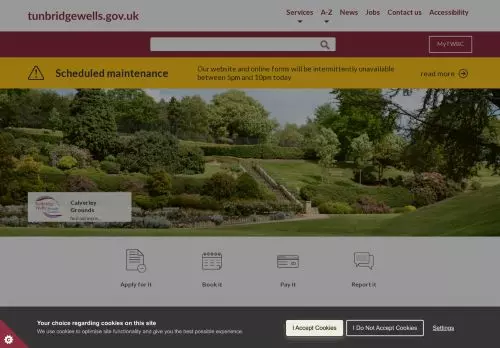 tunbridgewells.gov.uk
Services
A-Z
News
Jobs
Contact us
Accessibility
MyTWBC
Scheduled maintenance
Our website and online forms will be intermittently unavailable
between 5pm and 10pm today
read more
Calverley
Grounds
Apply for it
Book it
Pay it
Report it
Your choice regarding cookies on this site
We use cookies to optimise site functionality and give you the best possible experience.
I Accept Cookies
I Do Not Accept Cookies
Settings